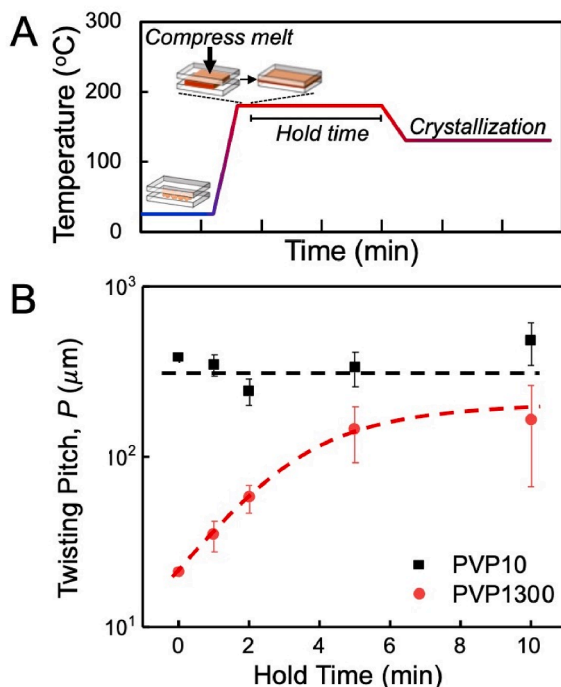 A
Temperature (°C)
300
200
100
0
Compress melt
Hold time
Crystallization
Time (min)
B
Twisting Pitch, P (μm)
10³
10²
10¹
PVP10
PVP1300
0 2 4 6 8 10
Hold Time (min)